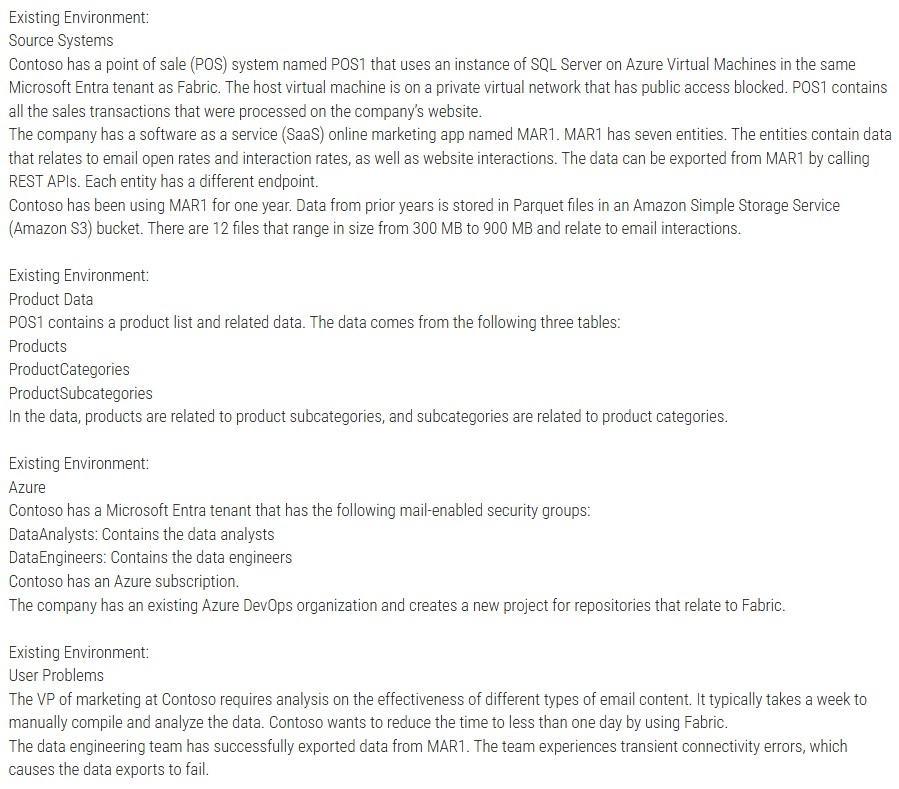 Existing Environment:
Source Systems
Contoso has a point of sale (POS) system named POS1 that uses an instance of SQL Server on Azure Virtual Machines in the same
Microsoft Entra tenant as Fabric. The host virtual machine is on a private virtual network that has public access blocked. POS1 contains
all the sales transactions that were processed on the company's website.
The company has a software as a service (SaaS) online marketing app named MAR1. MAR1 has seven entities. The entities contain data
that relates to email open rates and interaction rates, as well as website interactions. The data can be exported from MAR1 by calling
REST APIs. Each entity has a different endpoint.
Contoso has been using MAR1 for one year. Data from prior years is stored in Parquet files in an Amazon Simple Storage Service
(Amazon S3) bucket. There are 12 files that range in size from 300 MB to 900 MB and relate to email interactions.
Existing Environment:
Product Data
POS1 contains a product list and related data. The data comes from the following three tables:
Products
ProductCategories
ProductSubcategories
In the data, products are related to product subcategories, and subcategories are related to product categories.
Existing Environment:
Azure
Contoso has a Microsoft Entra tenant that has the following mail-enabled security groups:
DataAnalysts: Contains the data analysts
DataEngineers: Contains the data engineers
Contoso has an Azure subscription.
The company has an existing Azure DevOps organization and creates a new project for repositories that relate to Fabric.
Existing Environment:
User Problems
The VP of marketing at Contoso requires analysis on the effectiveness of different types of email content. It typically takes a week to
manually compile and analyze the data. Contoso wants to reduce the time to less than one day by using Fabric.
The data engineering team has successfully exported data from MAR1. The team experiences transient connectivity errors, which
causes the data exports to fail.